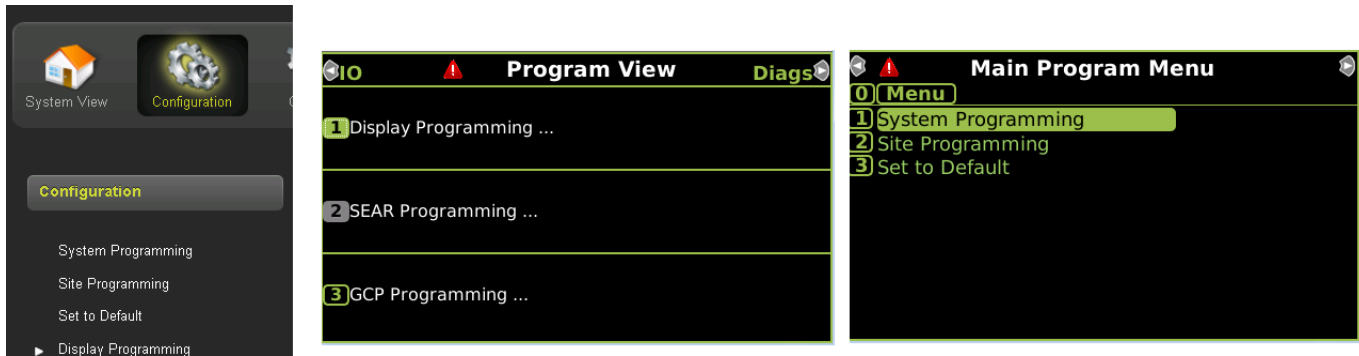 System View
Configuration
Configuration
System Programming
Site Programming
Set to Default
Display Programming
IO Program View Diags
1 Display Programming ...
2 SEAR Programming ...
3 GCP Programming ...
Main Program Menu
0 Menu
1 System Programming
2 Site Programming
3 Set to Default